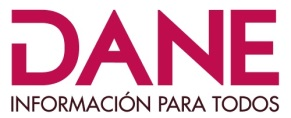 DANE
INFORMACIÓN PARA TODOS